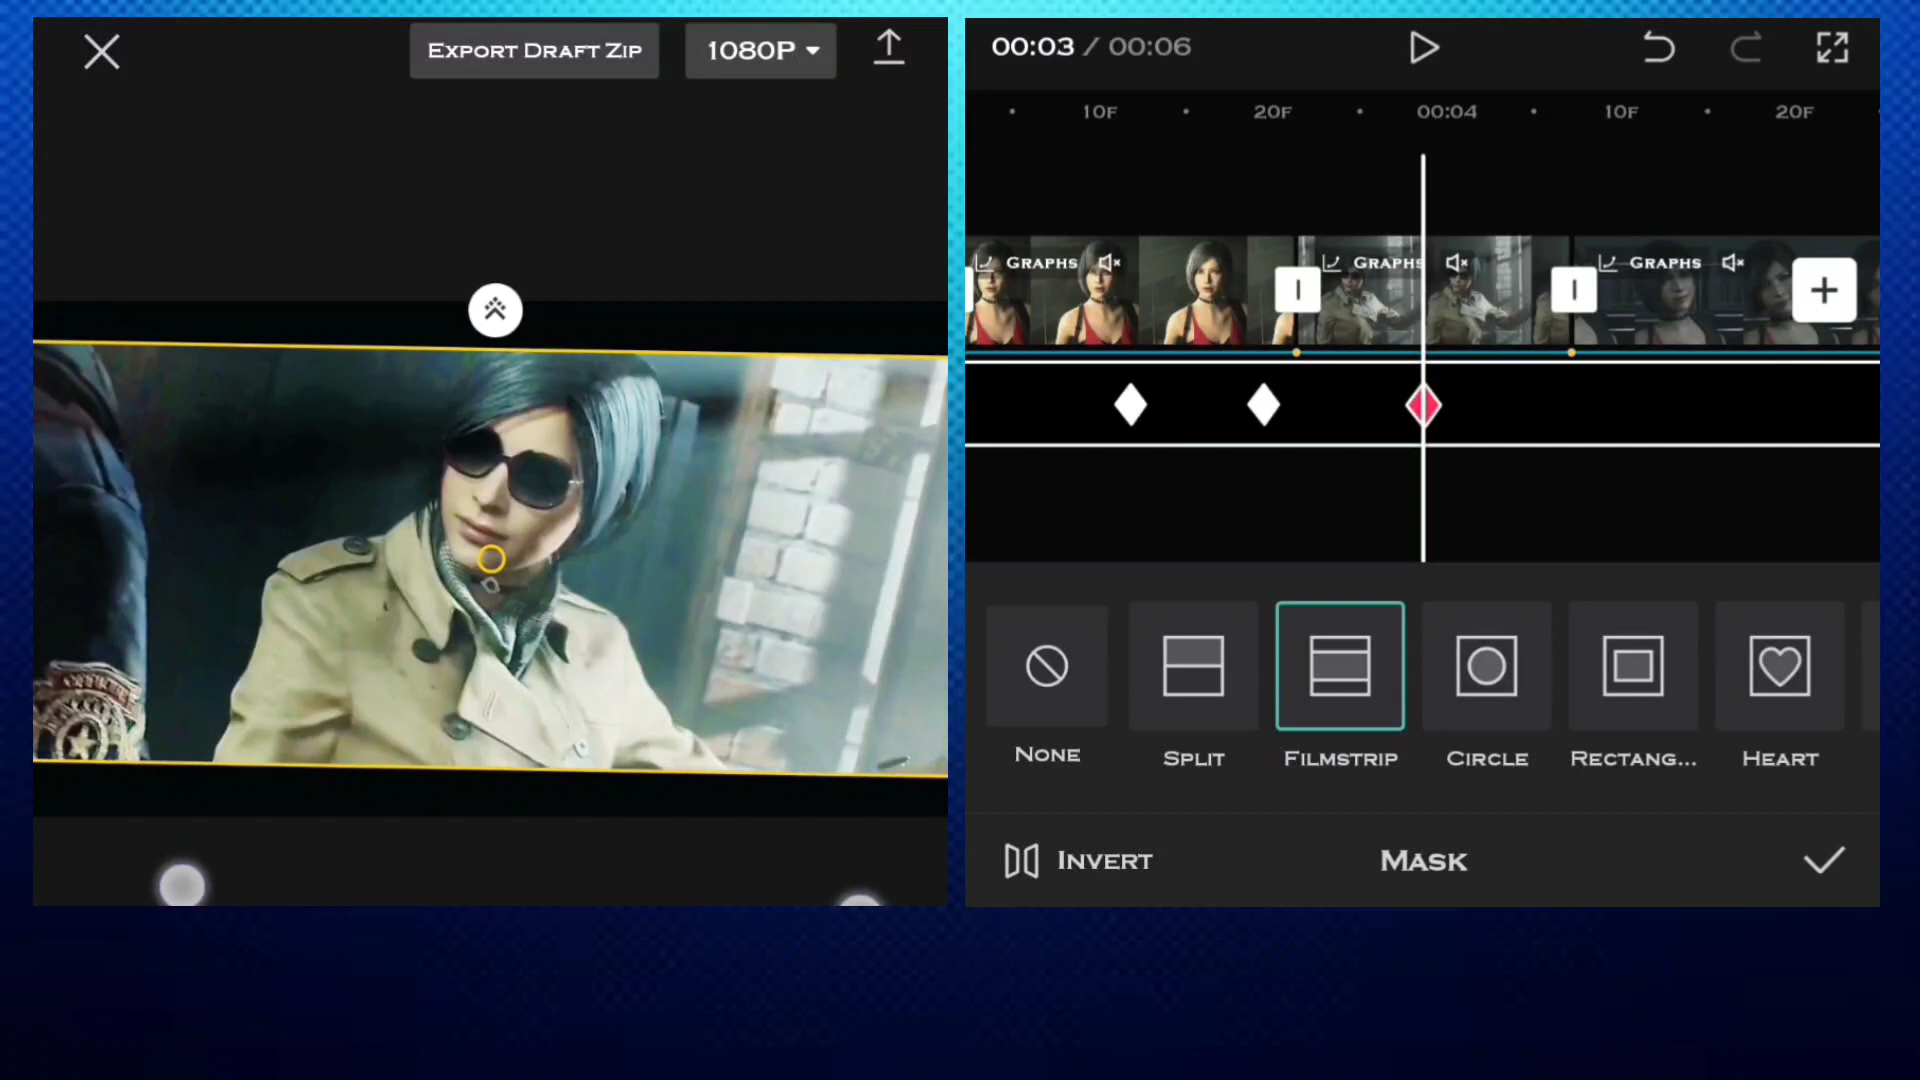 Export Draft Zip
1080P
00:03 / 00:06
10F
20F
00:04
10F
20F
Graphs
Graphs
Graphs
None
Split
Filmstrip
Circle
Rectang...
Heart
Invert
Mask